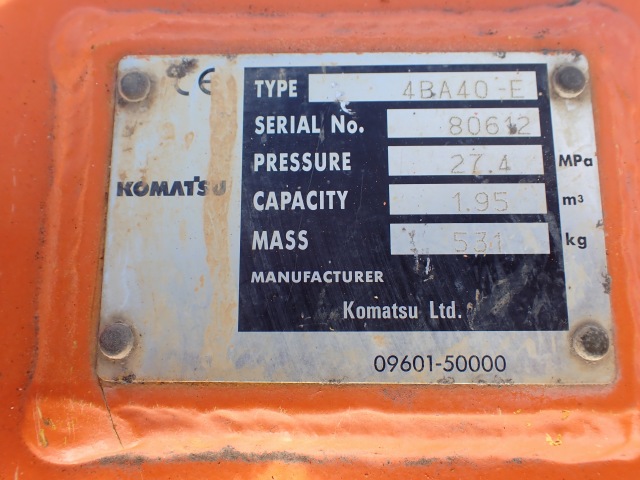 CE
TYPE 4BA40-E
SERIAL No. 80612
PRESSURE 27.4 MPa
KOMATSU
CAPACITY 1.95 m³
MASS 531 kg
MANUFACTURER
Komatsu Ltd.
09601-50000